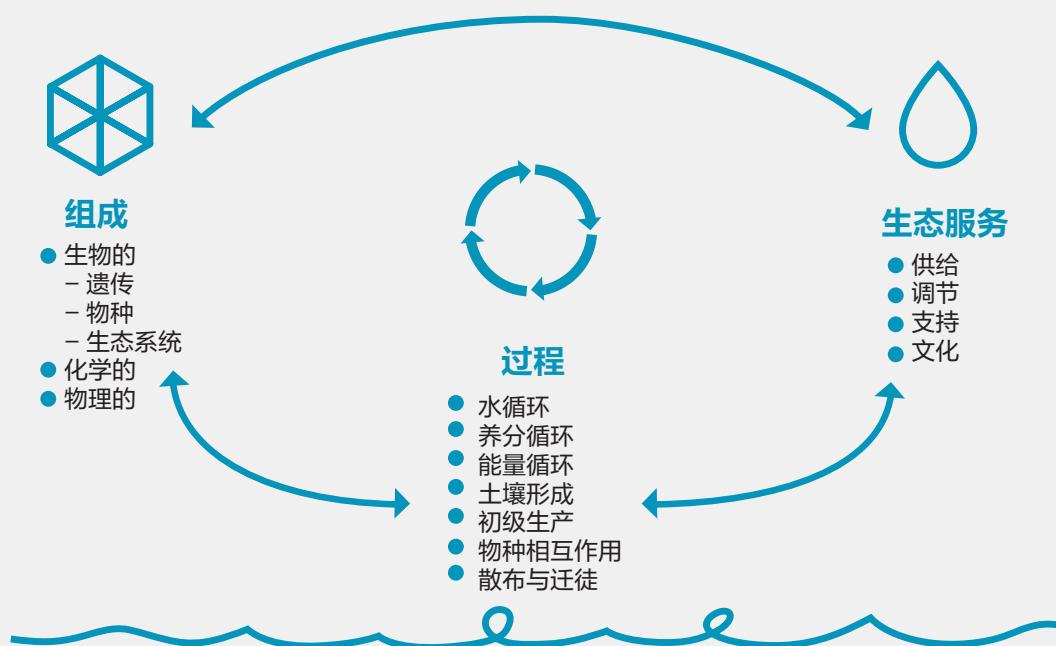 组成
● 生物的
– 遗传
– 物种
– 生态系统
● 化学的
● 物理的
过程
● 水循环
● 养分循环
● 能量循环
● 土壤形成
● 初级生产
● 物种相互作用
● 散布与迁徙
生态服务
● 供给
● 调节
● 支持
● 文化